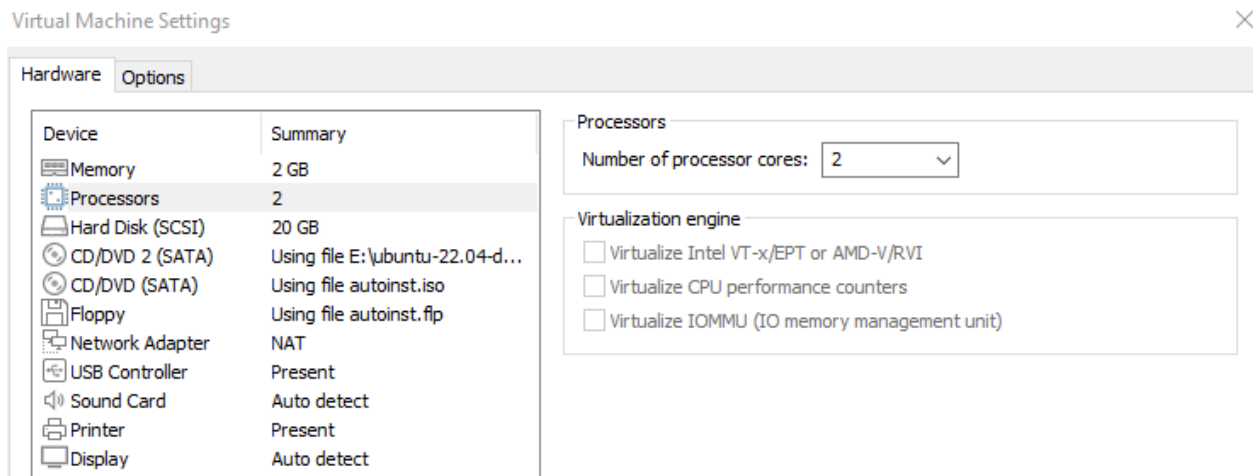 Virtual Machine Settings
Hardware Options
Device Summary
Memory 2 GB
Processors 2
Hard Disk (SCSI) 20 GB
CD/DVD 2 (SATA) Using file E:\ubuntu-22.04-d...
CD/DVD (SATA) Using file autoinst.iso
Floppy Using file autoinst.flp
Network Adapter NAT
USB Controller Present
Sound Card Auto detect
Printer Present
Display Auto detect
Processors
Number of processor cores: 2
Virtualization engine
Virtualize Intel VT-x/EPT or AMD-V/RVI
Virtualize CPU performance counters
Virtualize IOMMU (IO memory management unit)